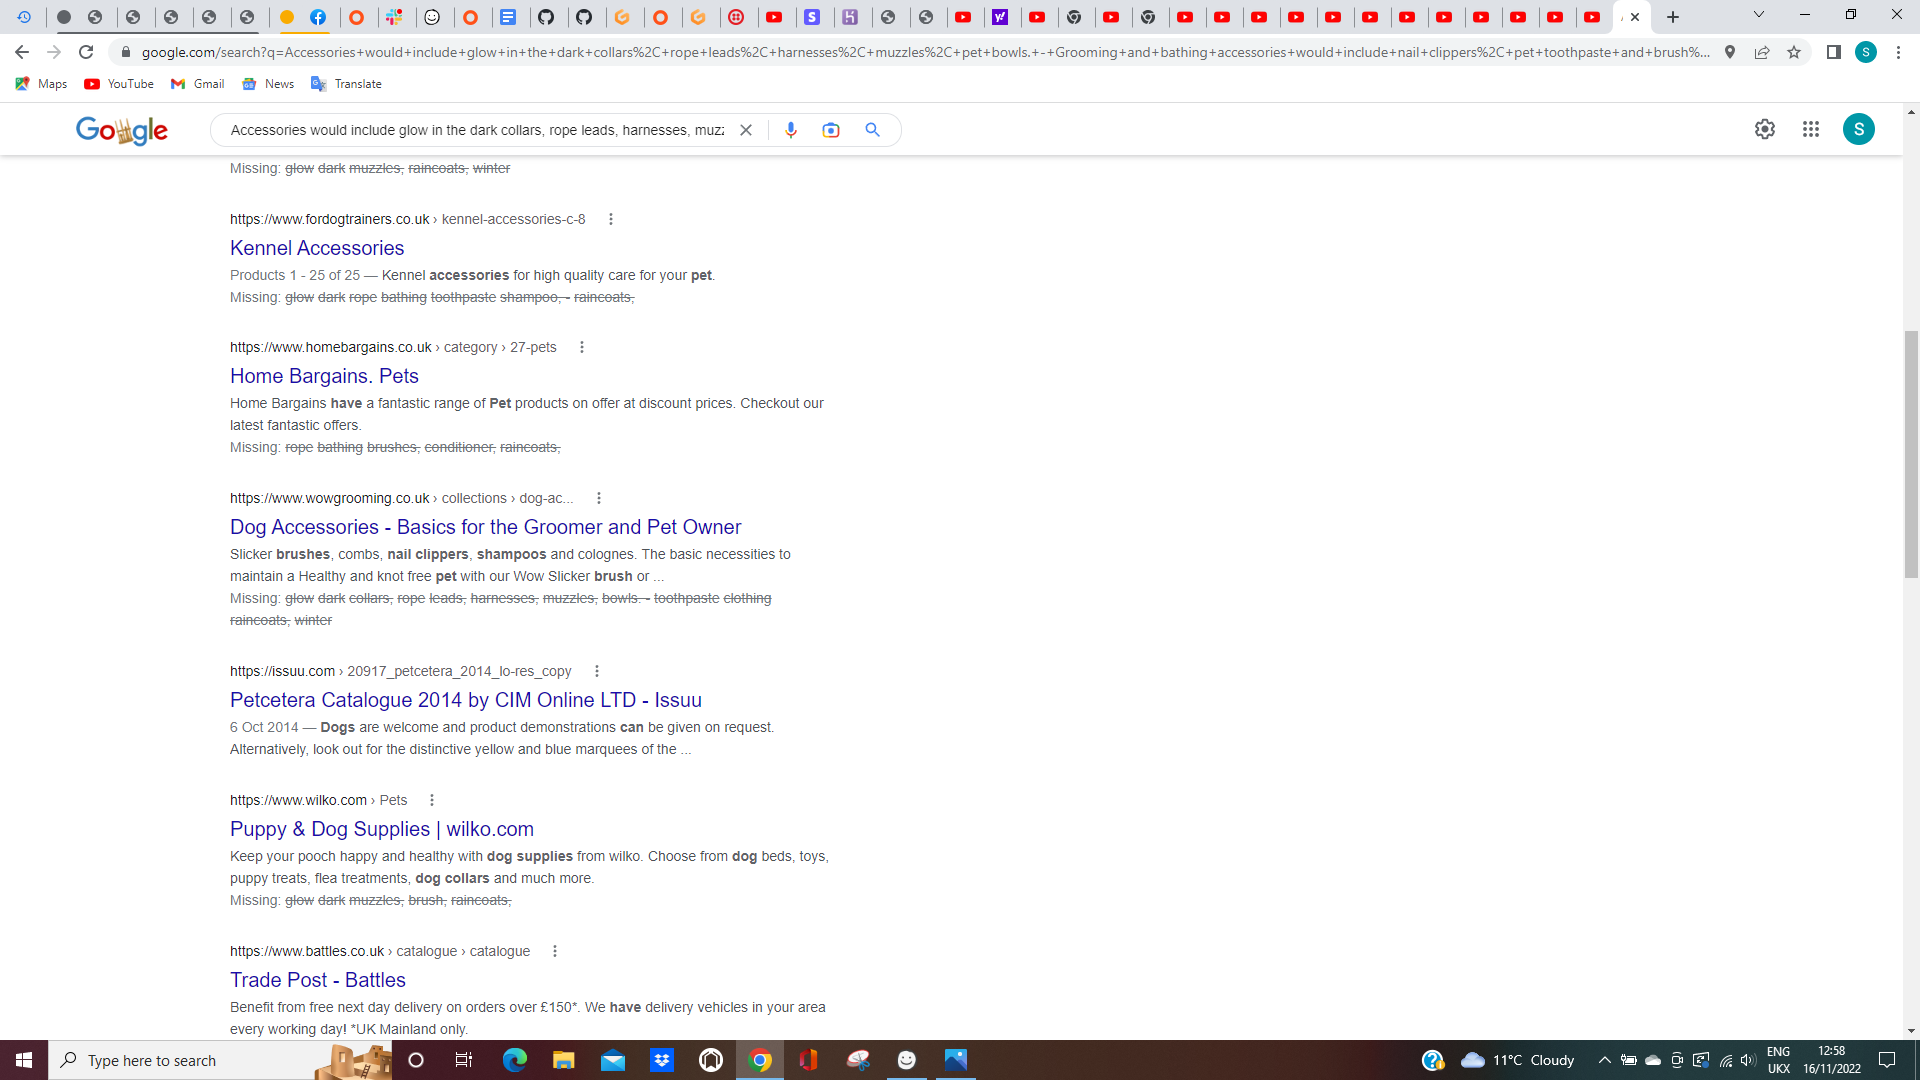 google.com/search?q=Accessories+would+include+glow+in+the+dark+collars%2C+rope+leads%2C+harnesses%2C+muzzles%2C+pet+bowls.+-+Grooming+and+bathing+accessories+would+include+nail+clippers%2C+pet+toothpaste+and+brush%...
S
Maps
YouTube
Gmail
News
Translate
Google
Accessories would include glow in the dark collars, rope leads, harnesses, muzz
S
Missing: glow dark muzzles, raincoats, winter
https://www.fordogtrainers.co.uk › kennel-accessories-c-8
Kennel Accessories
Products 1 - 25 of 25 — Kennel accessories for high quality care for your pet.
Missing: glow dark rope bathing toothpaste shampoo, - raincoats,
https://www.homebargains.co.uk › category › 27-pets
Home Bargains. Pets
Home Bargains have a fantastic range of Pet products on offer at discount prices. Checkout our
latest fantastic offers.
Missing: rope bathing brushes, conditioner, raincoats,
https://www.wowgrooming.co.uk › collections › dog-ac...
Dog Accessories - Basics for the Groomer and Pet Owner
Slicker brushes, combs, nail clippers, shampoos and colognes. The basic necessities to
maintain a Healthy and knot free pet with our Wow Slicker brush or ...
Missing: glow dark collars, rope leads, harnesses, muzzles, bowls. - toothpaste clothing
raincoats, winter
https://issuu.com › 20917_petcetera_2014_lo-res_copy
Petcetera Catalogue 2014 by CIM Online LTD - Issuu
6 Oct 2014 — Dogs are welcome and product demonstrations can be given on request.
Alternatively, look out for the distinctive yellow and blue marquees of the ...
https://www.wilko.com › Pets
Puppy & Dog Supplies | wilko.com
Keep your pooch happy and healthy with dog supplies from wilko. Choose from dog beds, toys,
puppy treats, flea treatments, dog collars and much more.
Missing: glow dark muzzles, brush, raincoats,
https://www.battles.co.uk › catalogue › catalogue
Trade Post - Battles
Benefit from free next day delivery on orders over £150*. We have delivery vehicles in your area
every working day! *UK Mainland only.
Type here to search
11°C Cloudy
ENG
UKX
12:58
16/11/2022